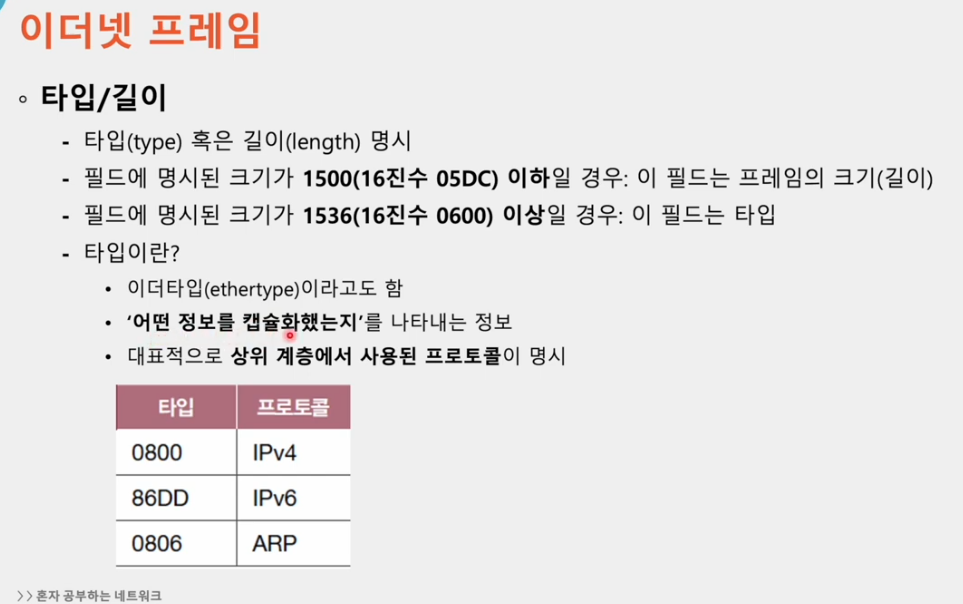 이더넷 프레임
◦ 타입/길이
- 타입(type) 혹은 길이(length) 명시
- 필드에 명시된 크기가 1500(16진수 05DC) 이하일 경우: 이 필드는 프레임의 크기(길이)
- 필드에 명시된 크기가 1536(16진수 0600) 이상일 경우: 이 필드는 타입
- 타입이란?
• 이더타입(ethertype)이라고도 함
• ‘어떤 정보를 캡슐화했는지’를 나타내는 정보
• 대표적으로 상위 계층에서 사용된 프로토콜이 명시
타입 프로토콜
0800 IPv4
86DD IPv6
0806 ARP
>> 혼자 공부하는 네트워크